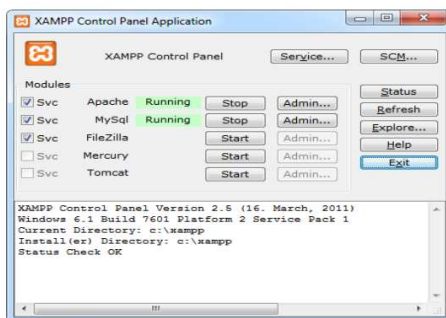 XAMPP Control Panel Application
XAMPP Control Panel
Service...
SCM...
Modules
Svc Apache Running Stop Admin...
Svc MySql Running Stop Admin...
Svc FileZilla Start Admin...
Svc Mercury Start Admin...
Svc Tomcat Start Admin...
Status
Refresh
Explore...
Help
Exit
XAMPP Control Panel Version 2.5 (16. March, 2011)
Windows 6.1 Build 7601 Platform 2 Service Pack 1
Current Directory: c:\xampp
Install(er) Directory: c:\xampp
Status Check OK